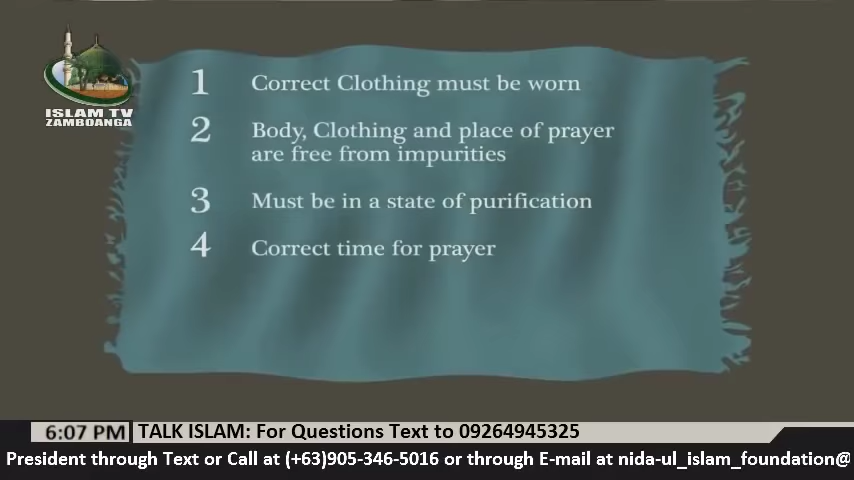 ISLAM TV
ZAMBOANGA
1 Correct Clothing must be worn
2 Body, Clothing and place of prayer
are free from impurities
3 Must be in a state of purification
4 Correct time for prayer
6:07 PM TALK ISLAM: For Questions Text to 09264945325
President through Text or Call at (+63)905-346-5016 or through E-mail at nida-ul_islam_foundation@